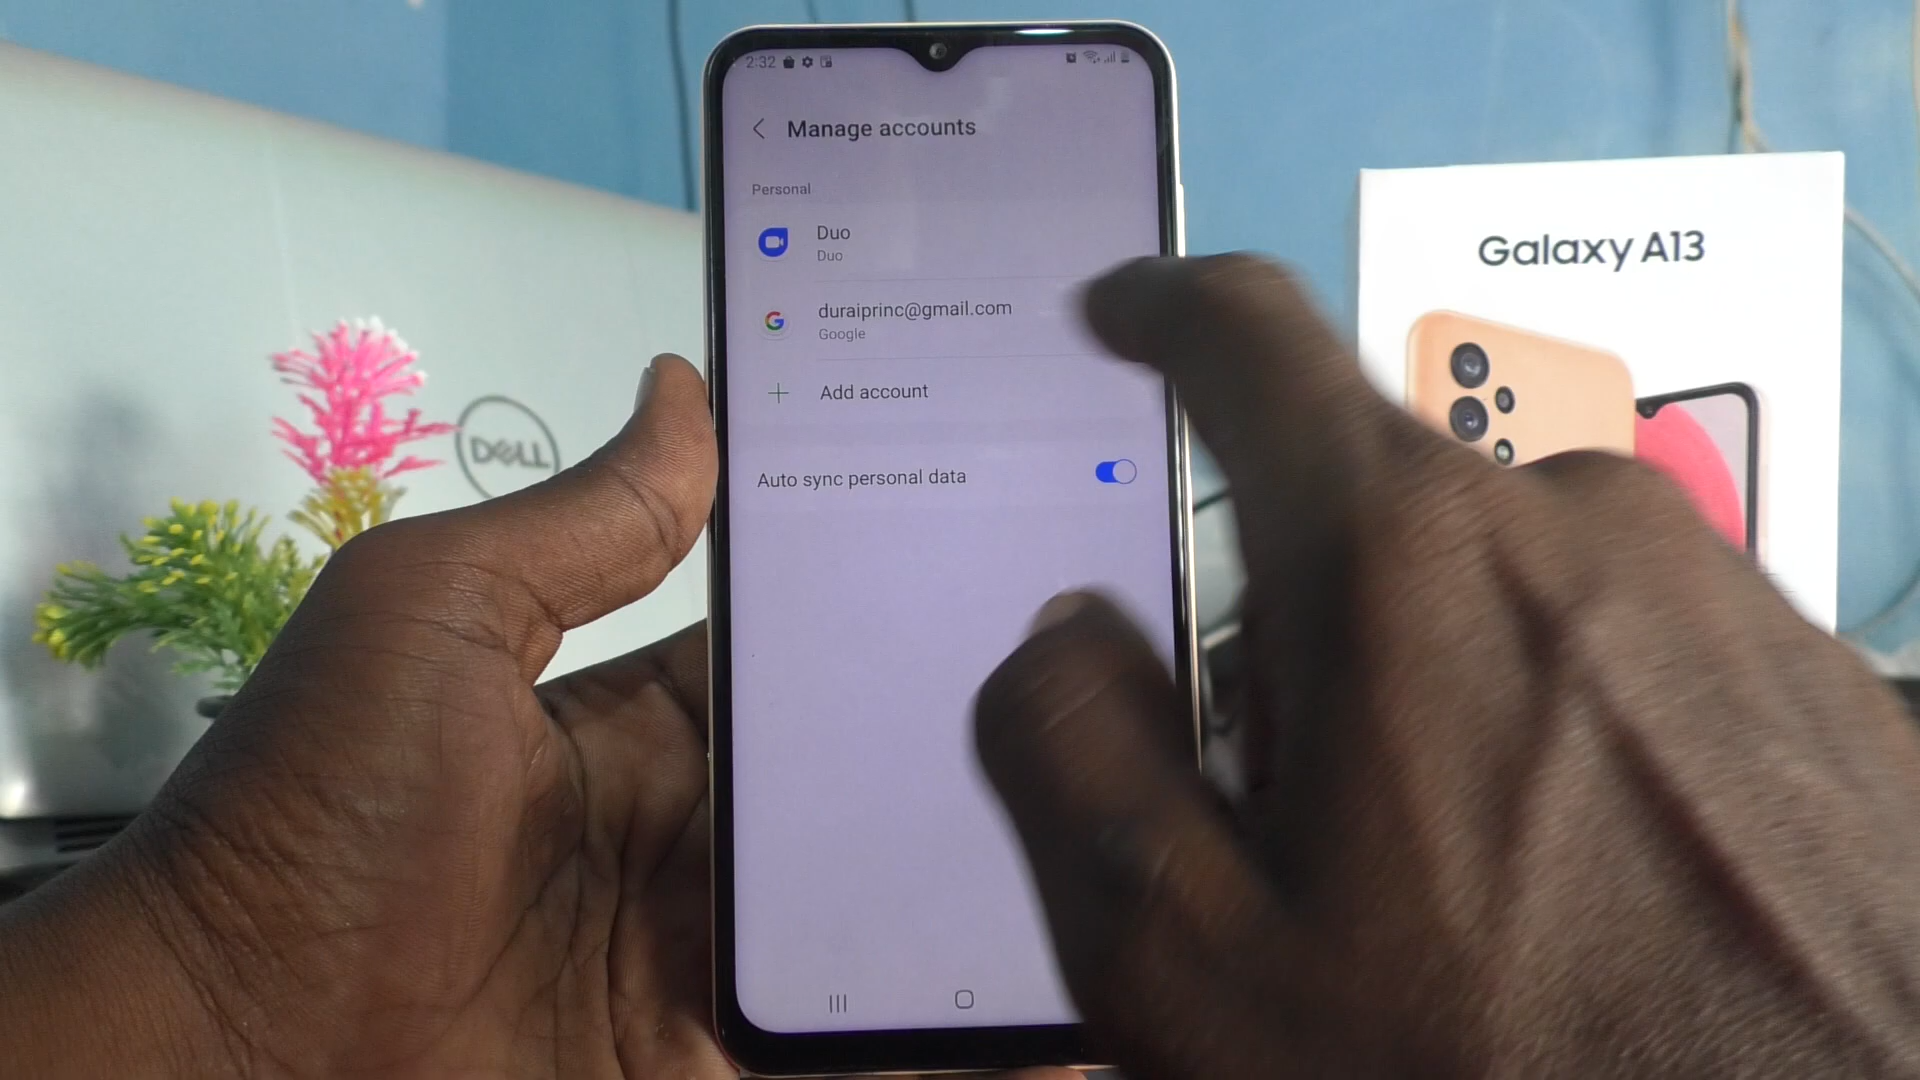 2:32
Manage accounts
Personal
Duo
Duo
duraiprinc@gmail.com
Google
Add account
Auto sync personal data
DELL
Galaxy A13